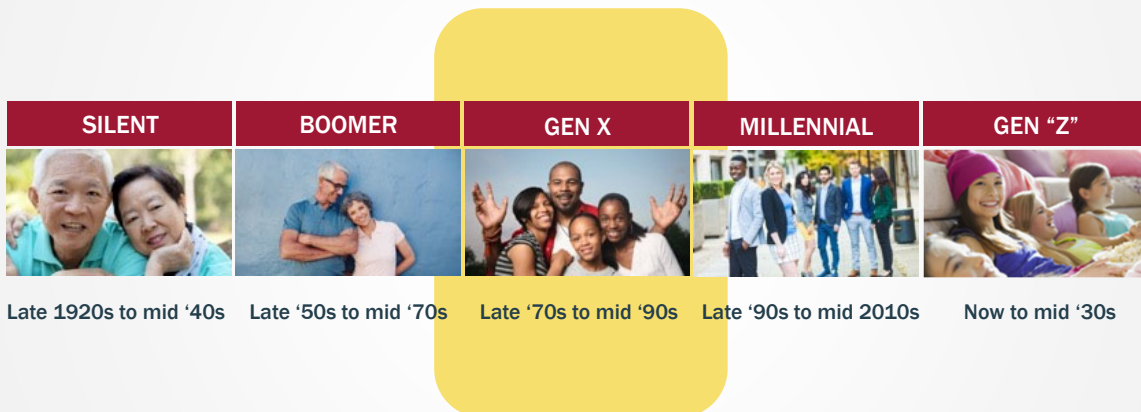 SILENT
BOOMER
GEN X
MILLENNIAL
GEN “Z”
Late 1920s to mid ‘40s
Late ‘50s to mid ‘70s
Late ‘70s to mid ‘90s
Late ‘90s to mid 2010s
Now to mid ‘30s